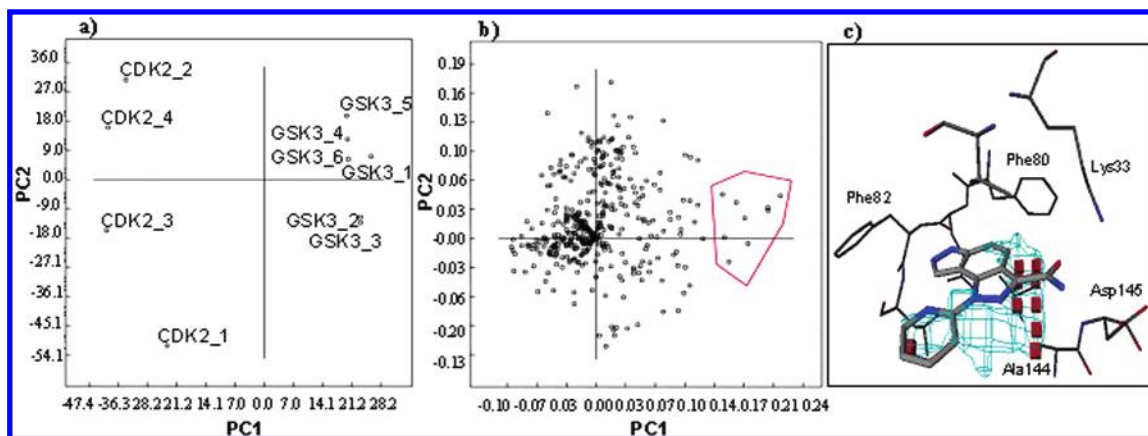 a)
36.0
27.0
18.0
9.0
0.0
-9.0
-18.0
-27.1
-36.1
45.1
-54.1
PC2
CDK2_2
CDK2_4
CDK2_3
CDK2_1
GSK3_5
GSK3_4
GSK3_6
GSK3_1
GSK3_2
GSK3_3
-47.4 -36.3 28.2 21.2 14.1 7.0 0.0 7.0 14.1 21.2 28.2
PC1
b)
0.19
0.16
0.13
0.10
0.06
0.03
-0.00
-0.03
-0.06
-0.20
-0.13
PC2
-0.10 -0.07 0.03 0.00 0.03 0.07 0.10 0.14 0.17 0.21 0.24
PC1
c)
Phe80
Lys33
Phe82
Asp145
Ala144